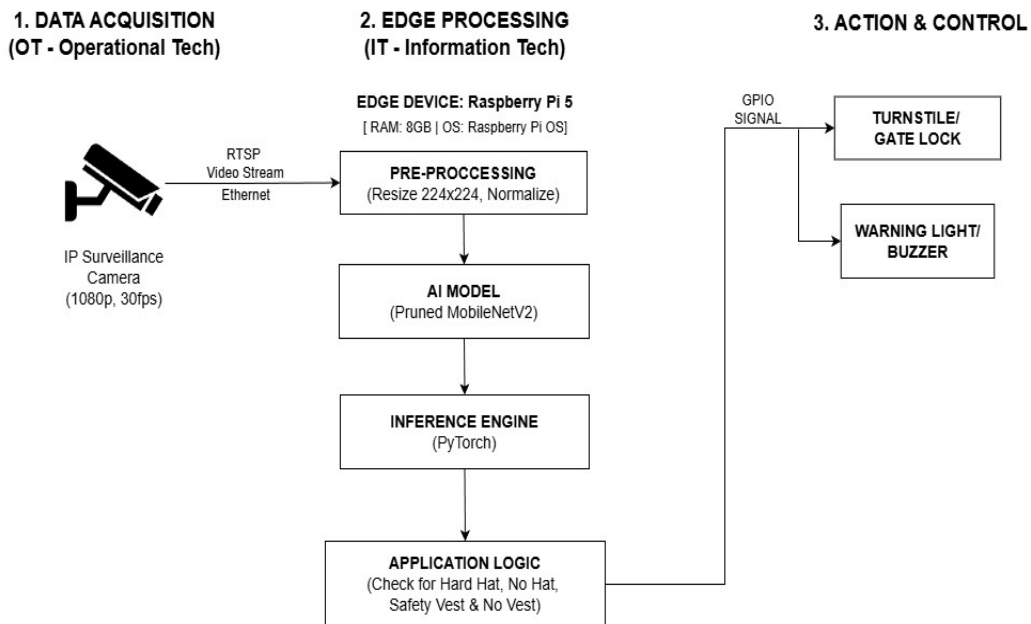 1. DATA ACQUISITION
(OT - Operational Tech)
2. EDGE PROCESSING
(IT - Information Tech)
3. ACTION & CONTROL
EDGE DEVICE: Raspberry Pi 5
[ RAM: 8GB | OS: Raspberry Pi OS]
RTSP
Video Stream
Ethernet
IP Surveillance
Camera
(1080p, 30fps)
PRE-PROCCESSING
(Resize 224x224, Normalize)
AI MODEL
(Pruned MobileNetV2)
INFERENCE ENGINE
(PyTorch)
APPLICATION LOGIC
(Check for Hard Hat, No Hat,
Safety Vest & No Vest)
GPIO
SIGNAL
TURNSTILE/
GATE LOCK
WARNING LIGHT/
BUZZER